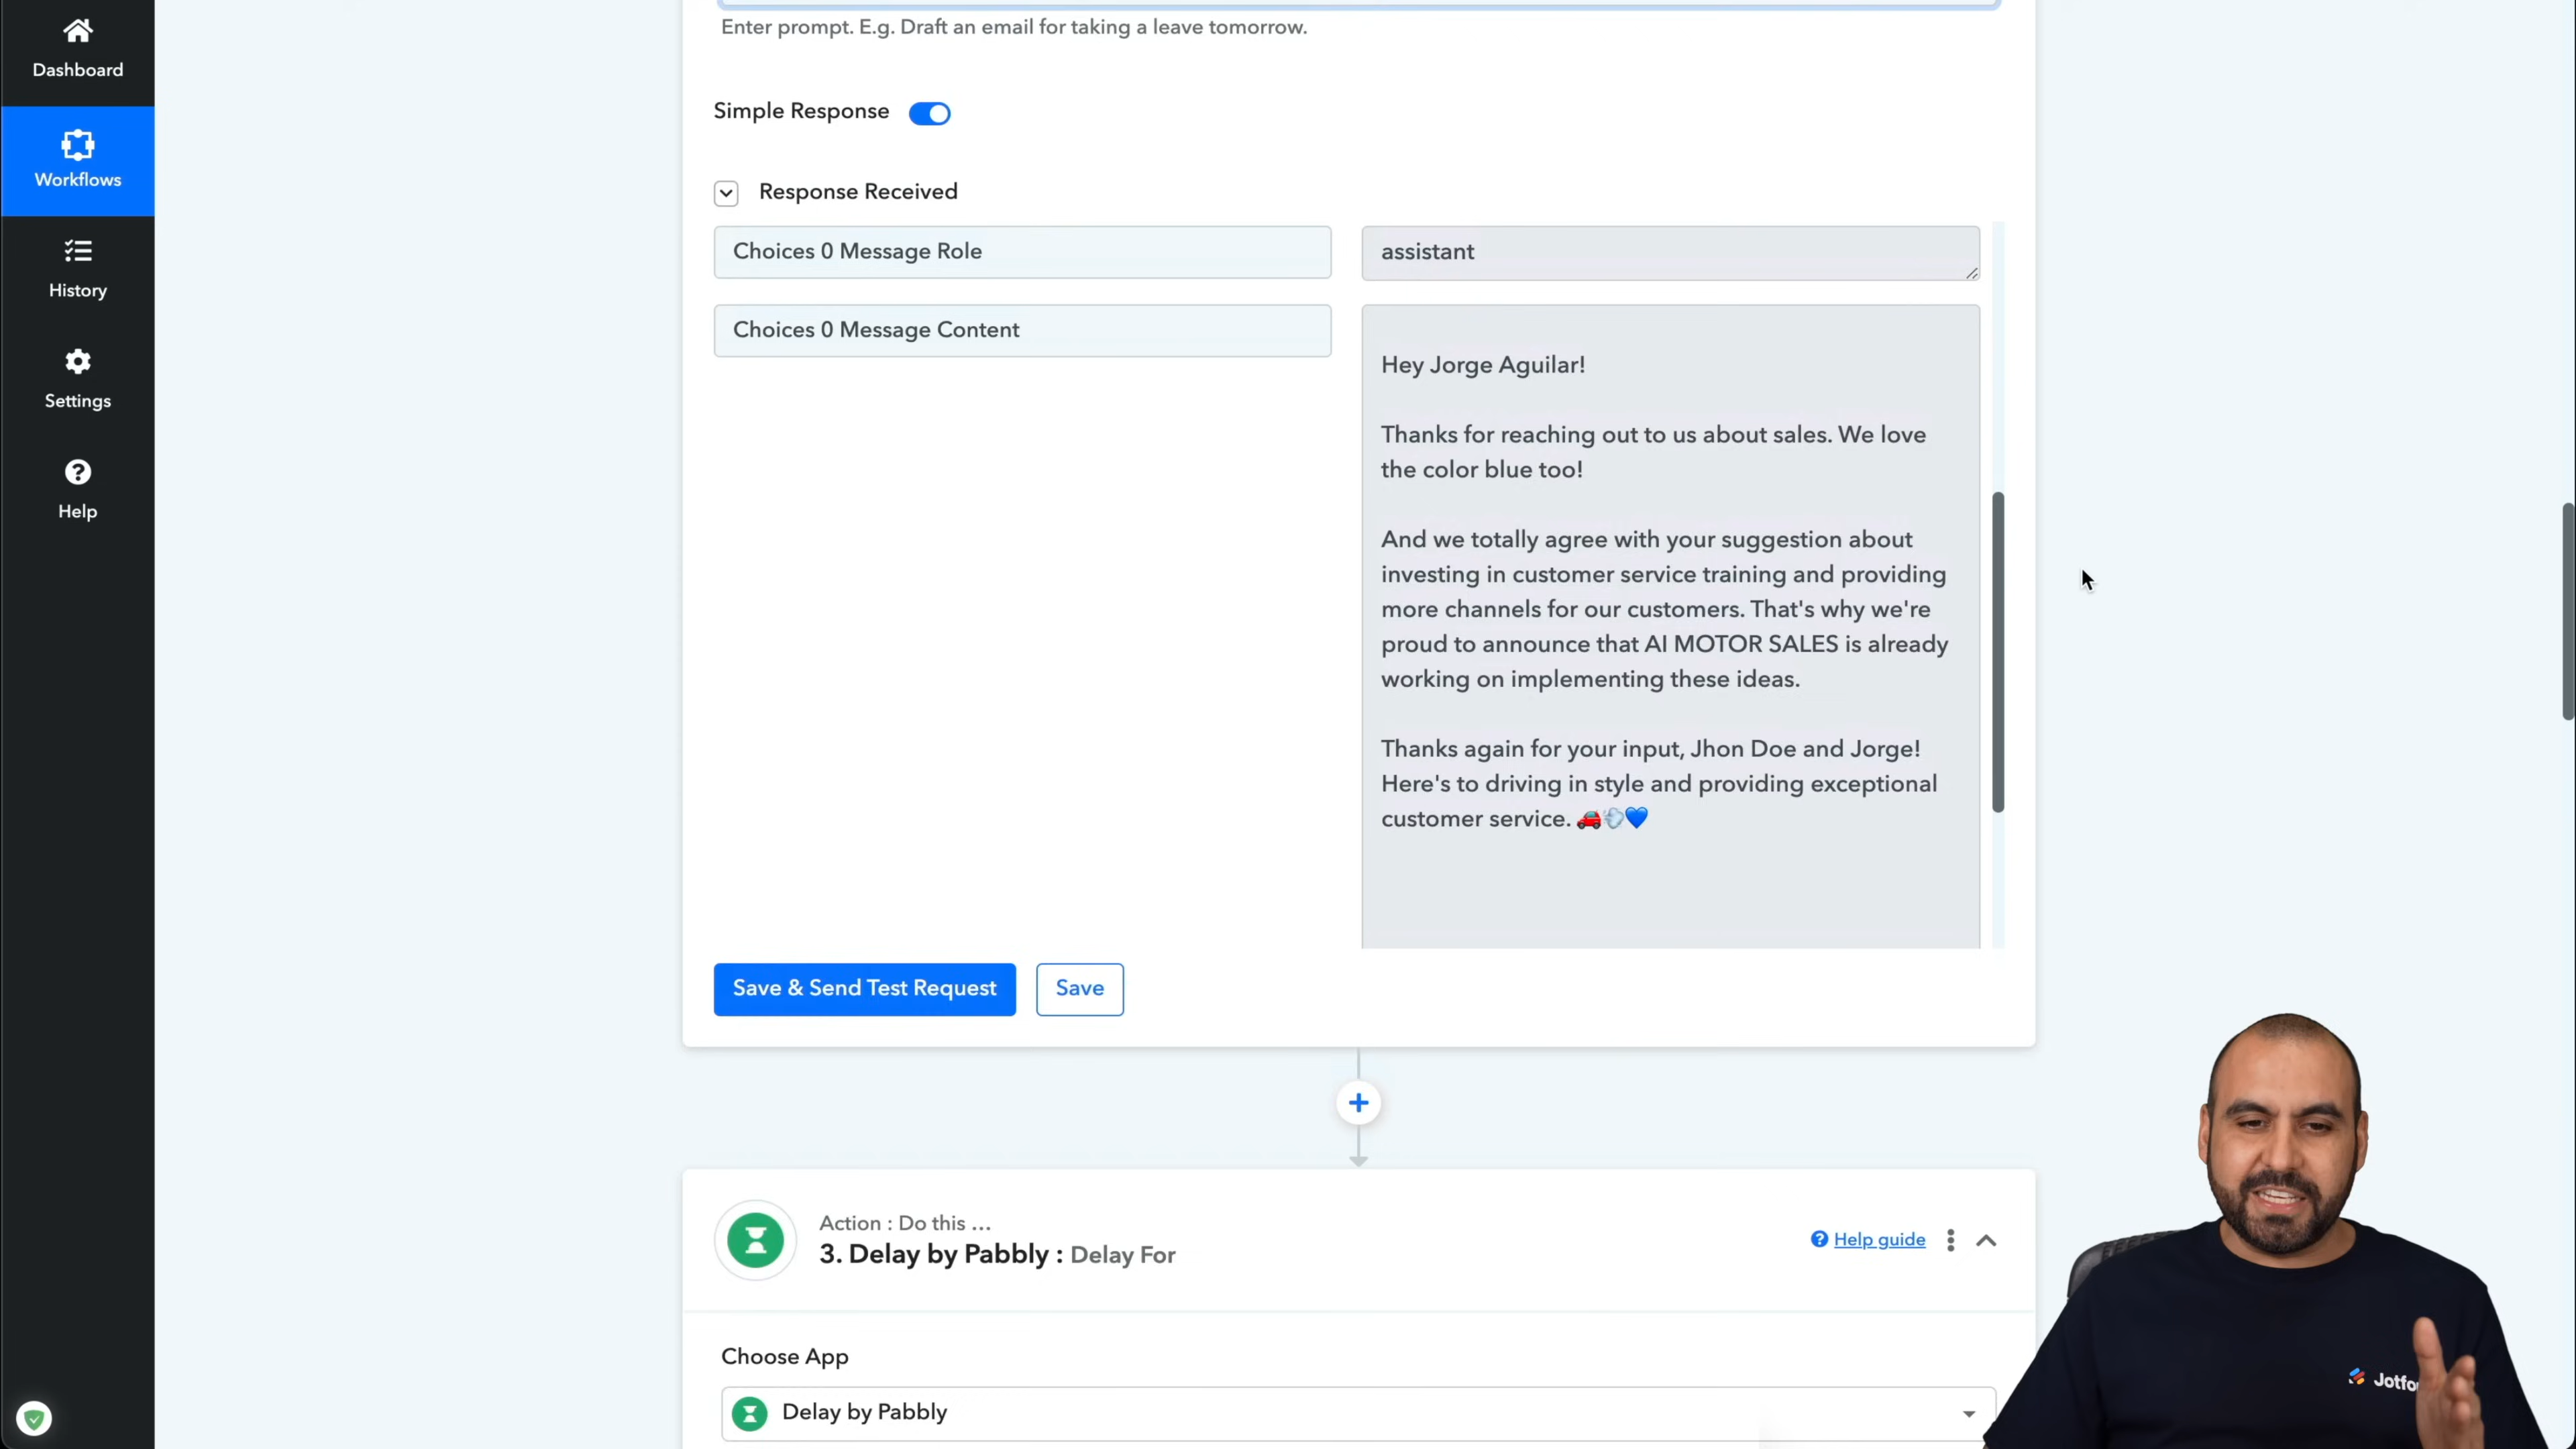 Enter prompt. E.g. Draft an email for taking a leave tomorrow.
Dashboard
Simple Response
Workflows
Response Received
Choices 0 Message Role
assistant
History
Choices 0 Message Content
Hey Jorge Aguilar!
Settings
Thanks for reaching out to us about sales. We love
the color blue too!
Help
And we totally agree with your suggestion about
investing in customer service training and providing
more channels for our customers. That's why we're
proud to announce that AI MOTOR SALES is already
working on implementing these ideas.
Thanks again for your input, Jhon Doe and Jorge!
Here's to driving in style and providing exceptional
customer service. 🚗💨💙
Save & Send Test Request
Save
Action : Do this ...
3. Delay by Pabbly : Delay For
Help guide
Choose App
Delay by Pabbly
Jotfo